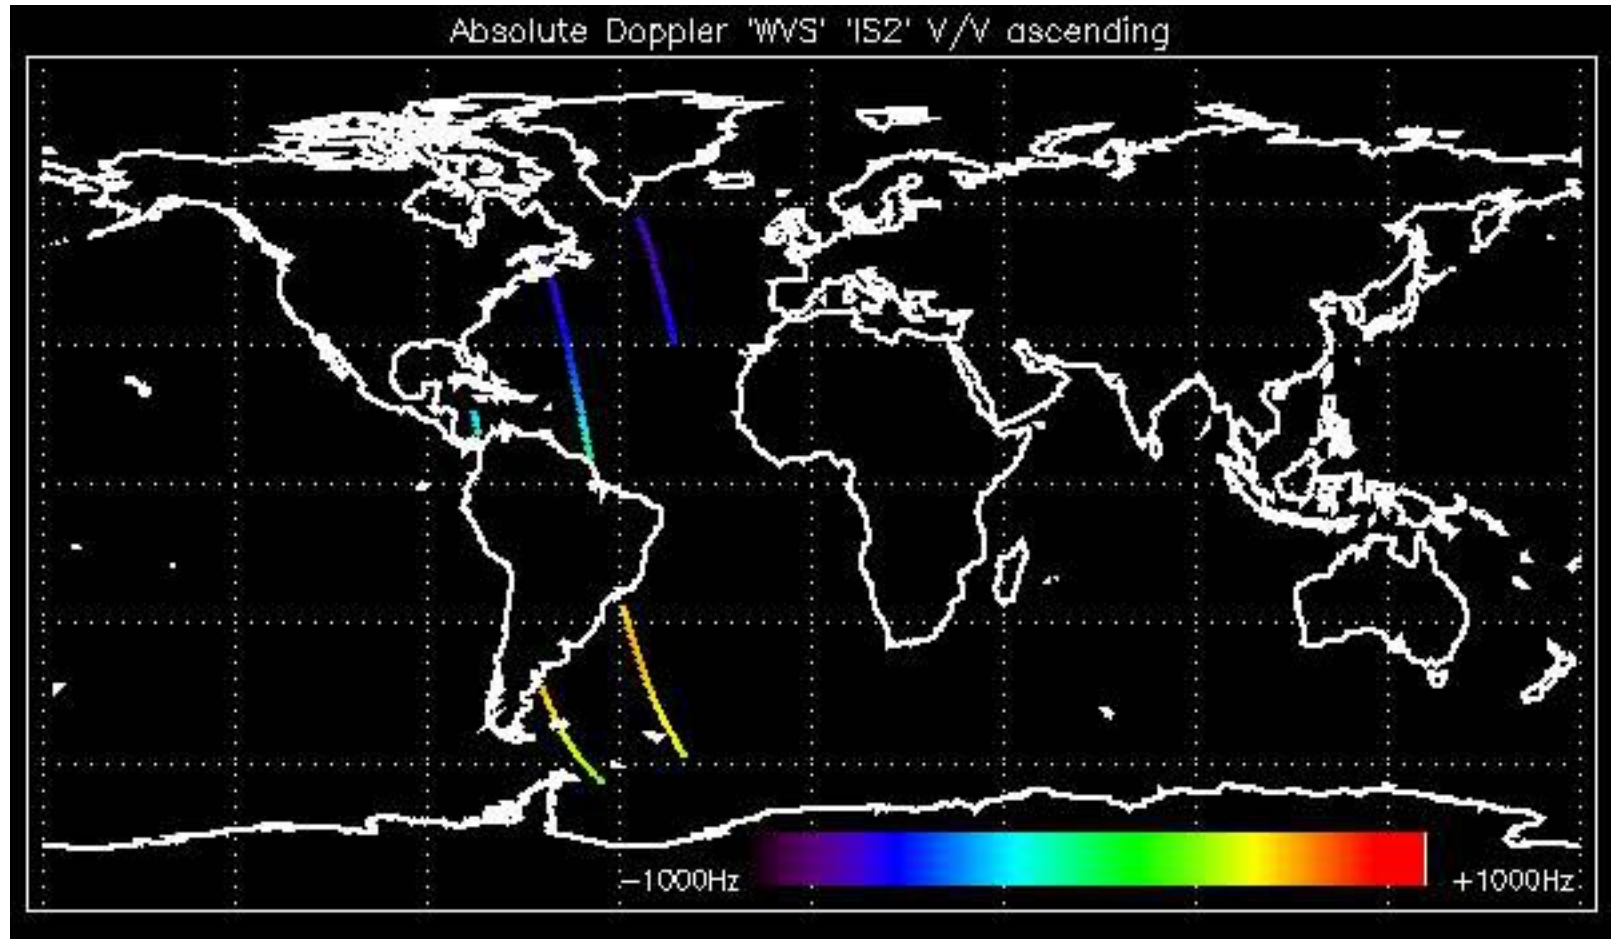 Absolute Doppler 'WVS' 'IS2' V/V ascending
−1000Hz +1000Hz